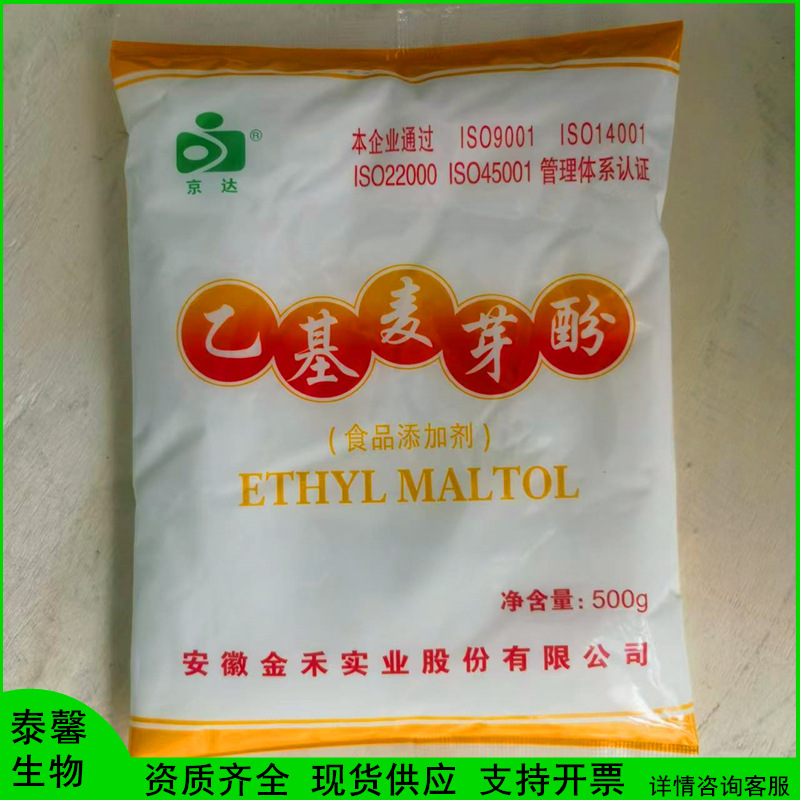 ®
京达
本企业通过 ISO9001 ISO14001
ISO22000 ISO45001 管理体系认证
乙基麦芽酚
(食品添加剂)
ETHYL MALTOL
净含量: 500g
安徽金禾实业股份有限公司
泰馨
生物
资质齐全 现货供应 支持开票 详情咨询客服